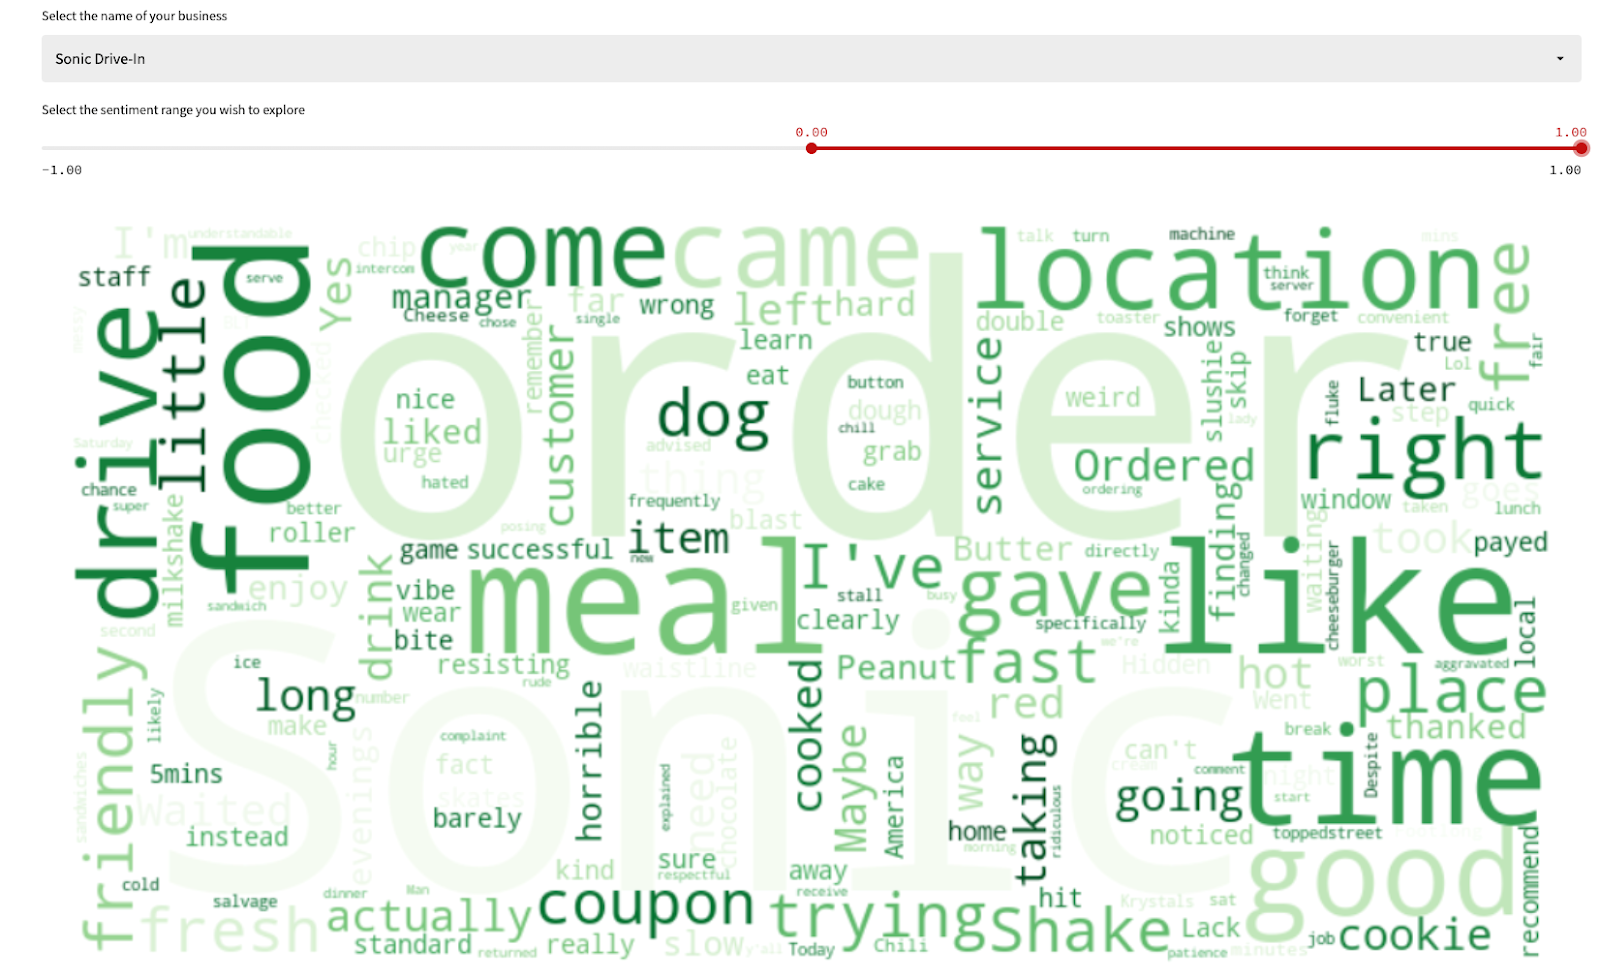 Select the name of your business
Sonic Drive-In
Select the sentiment range you wish to explore
0.00 1.00
-1.00 1.00
I'm understandable chip year come came talk turn machine mins
staff serve Yes intercom location think server free
drive little food manager Cheese chose far single wrong left hard
remember double toaster shows forget convenient true fair
learn eat customer order service slushie skip Lol
nice liked urge hated dog button dough chill grab cake advised weird lady fluke Later step quick
Saturday chance super checked thing Ordered ordering right
milkshake better roller frequently posing blast item new window taken goes lunch
game successful I've Butter directly finding changed waiting took payed
enjoy sandwich drink vibe wear bite meal given stall busy clearly gave specifically kinda like cheeseburger local
second friendly ice resisting rude waistline Peanut fast we're Hidden hot worst aggravated
likely long number make cooked red feel Went place
hour evenings complaint fact horrible Sonic way can't cream comment break thanked
sandwiches 5mins Waited skates explained need chocolate Maybe America taking ridiculous going night start Despite time
instead barely home morning noticed toppedstreet
cold kind sure respectful away receive good recommend
salvage dinner Man coupon hit Krystals sat
fresh actually trying Shake Lack job cookie
standard returned really slow y'all Today Chili patience minutes